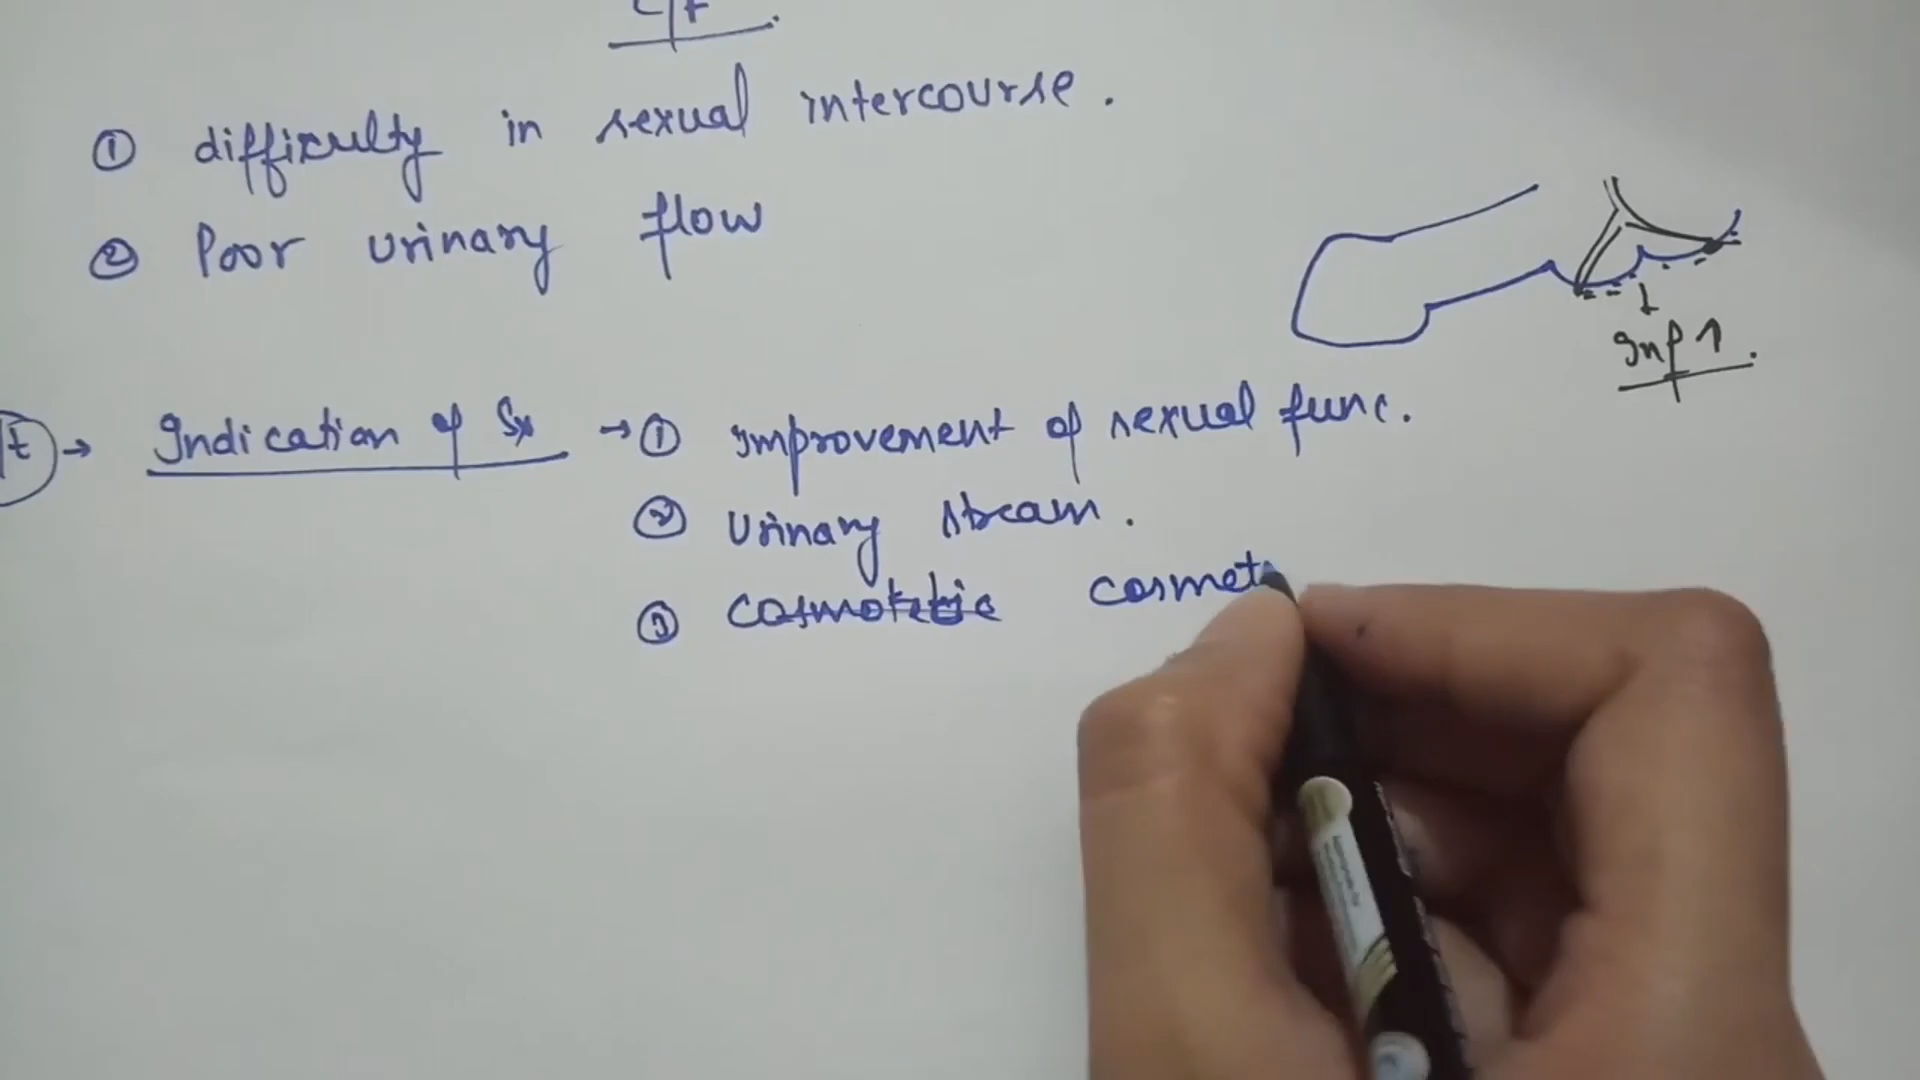 C/F.
① difficulty in sexual intercourse.
② Poor urinary flow
Inf ↑.
t → Indication of Sx → ① Improvement of sexual func.
② Urinary stream.
③ cosmet